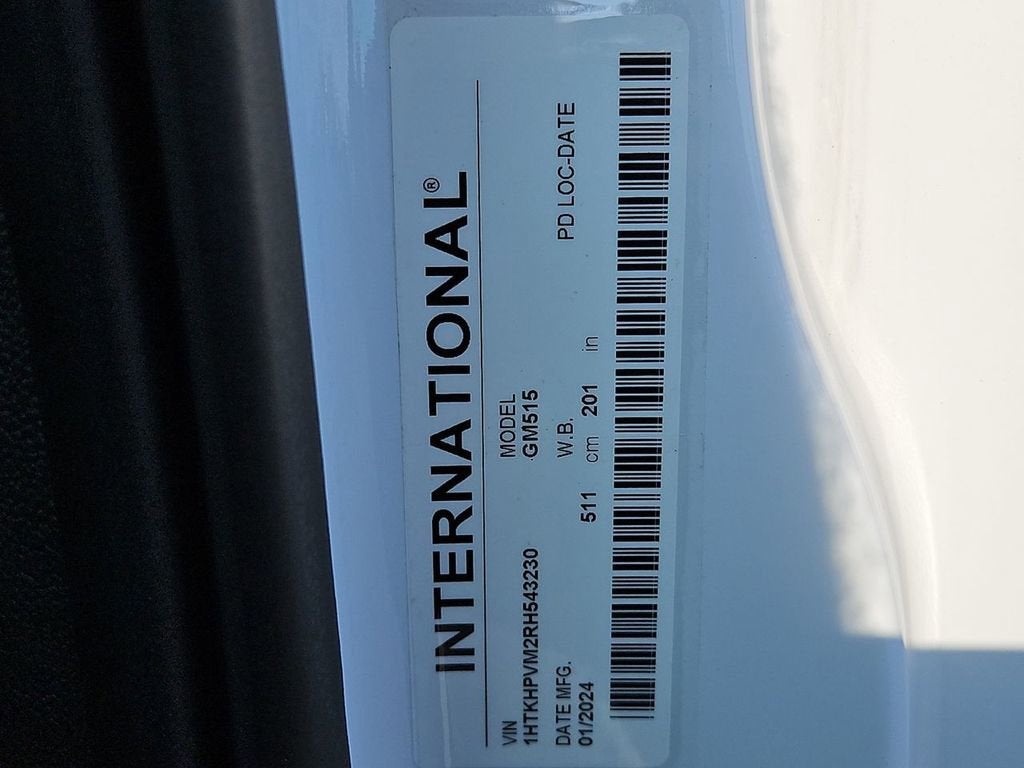 INTERNATIONAL®
VIN MODEL
1HTKHPVM2RH543230 GM515
DATE MFG. W.B. PD LOC-DATE
01/2024 511 cm 201 in